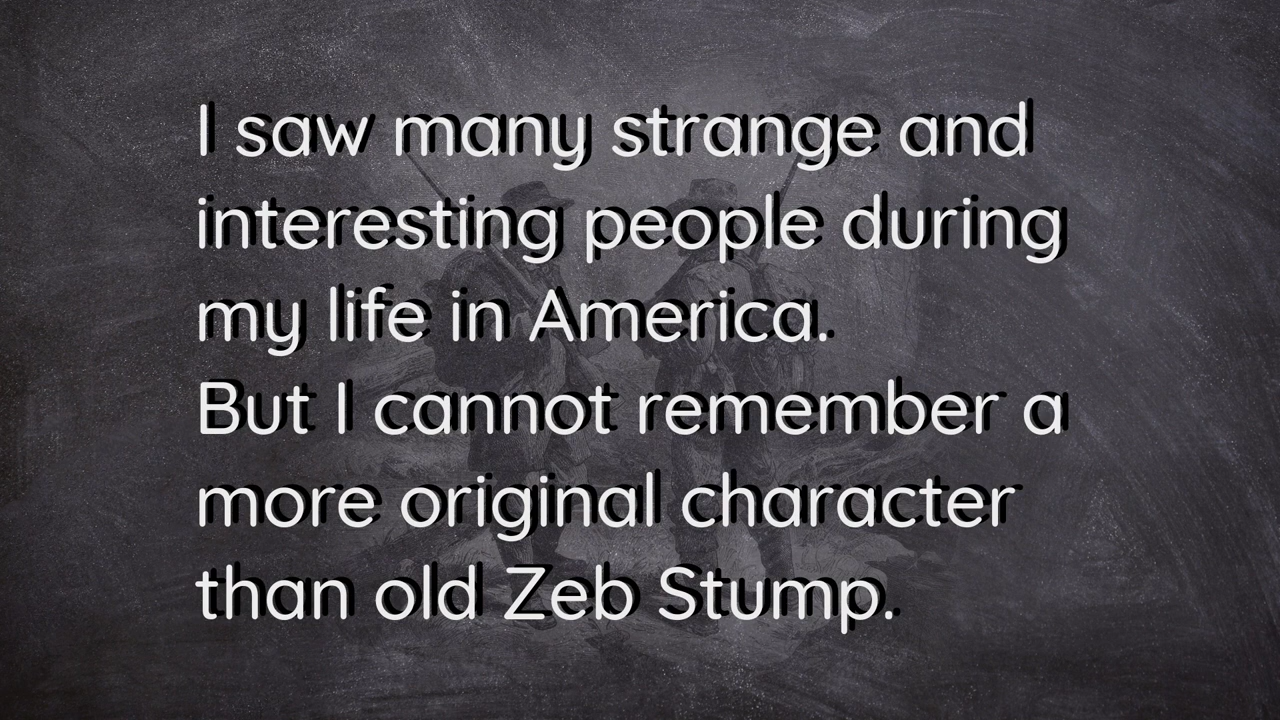 I saw many strange and
interesting people during
my life in America.
But I cannot remember a
more original character
than old Zeb Stump.